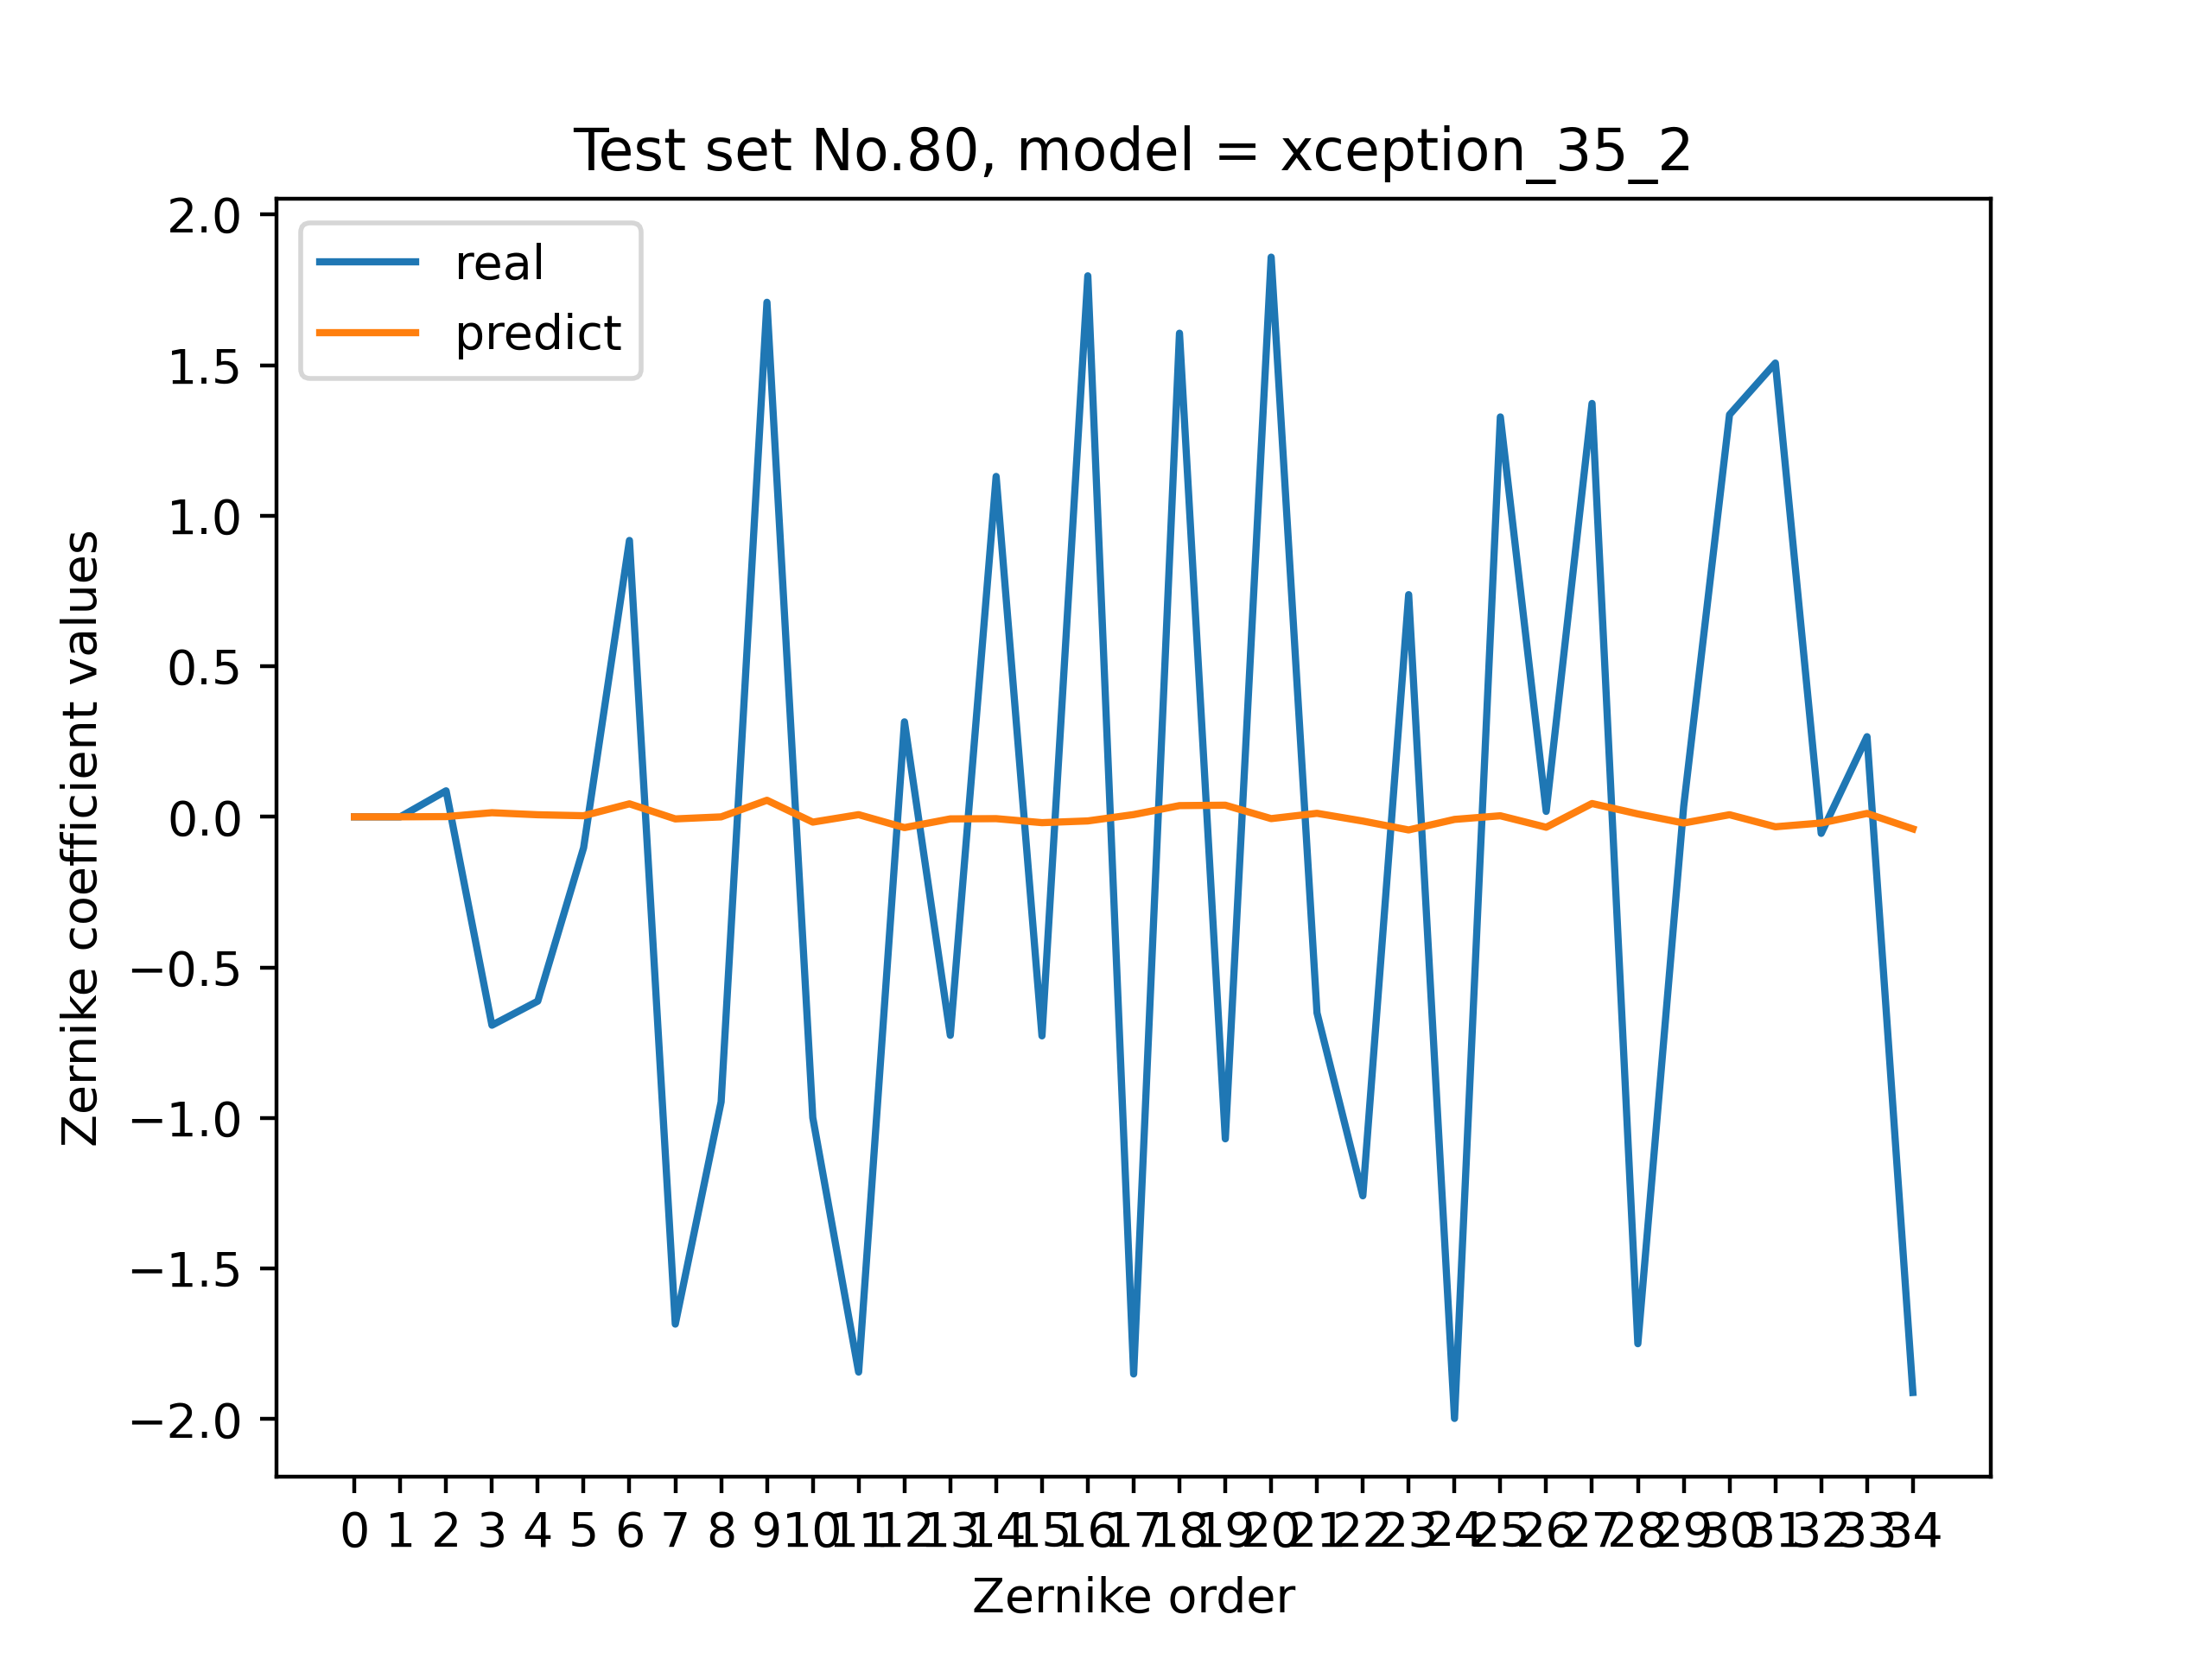 Test set No.80, model = xception_35_2
real
predict
2.0
1.5
1.0
0.5
0.0
−0.5
−1.0
−1.5
−2.0
Zernike coefficient values
0 1 2 3 4 5 6 7 8 9 10 11 12 13 14 15 16 17 18 19 20 21 22 23 24 25 26 27 28 29 30 31 32 33 34
Zernike order